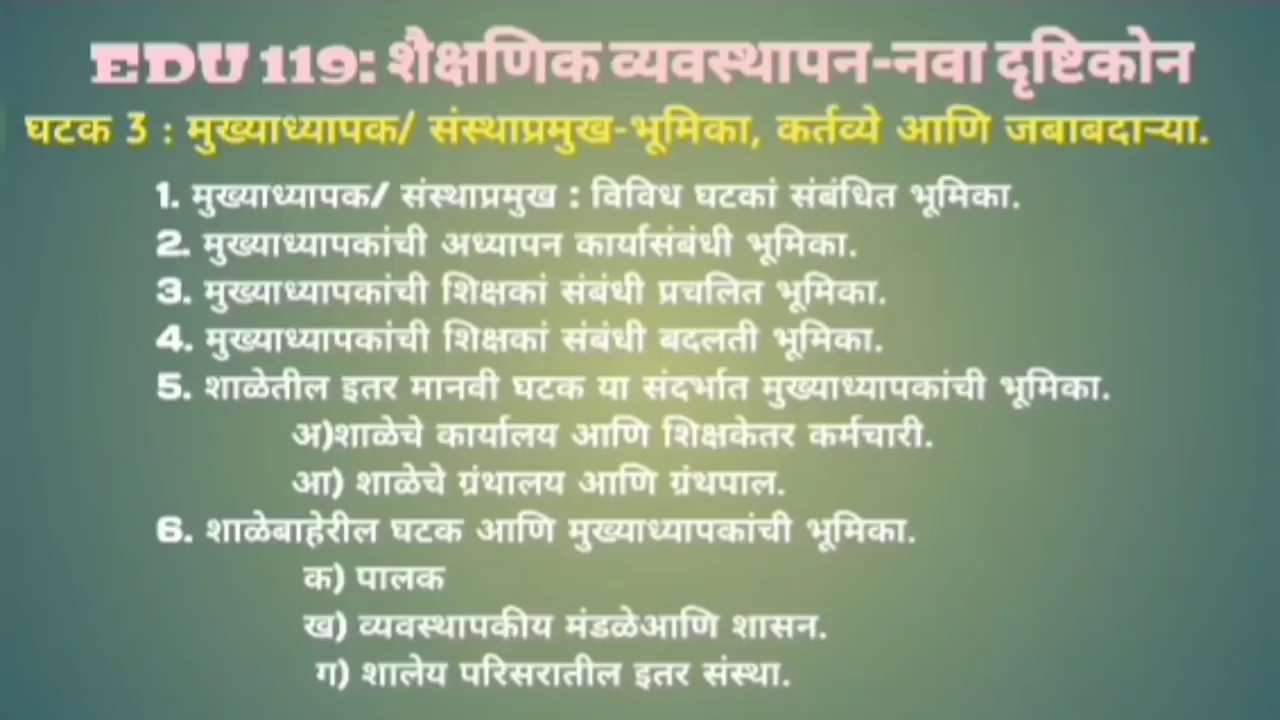 EDU 119: शैक्षणिक व्यवस्थापन-नवा दृष्टिकोन
घटक 3 : मुख्याध्यापक/ संस्थाप्रमुख-भूमिका, कर्तव्ये आणि जबाबदाऱ्या.
1. मुख्याध्यापक/ संस्थाप्रमुख : विविध घटकां संबंधित भूमिका.
2. मुख्याध्यापकांची अध्यापन कार्यासंबंधी भूमिका.
3. मुख्याध्यापकांची शिक्षकां संबंधी प्रचलित भूमिका.
4. मुख्याध्यापकांची शिक्षकां संबंधी बदलती भूमिका.
5. शाळेतील इतर मानवी घटक या संदर्भात मुख्याध्यापकांची भूमिका.
अ)शाळेचे कार्यालय आणि शिक्षकेतर कर्मचारी.
आ) शाळेचे ग्रंथालय आणि ग्रंथपाल.
6. शाळेबाहेरील घटक आणि मुख्याध्यापकांची भूमिका.
क) पालक
ख) व्यवस्थापकीय मंडळेआणि शासन.
ग) शालेय परिसरातील इतर संस्था.